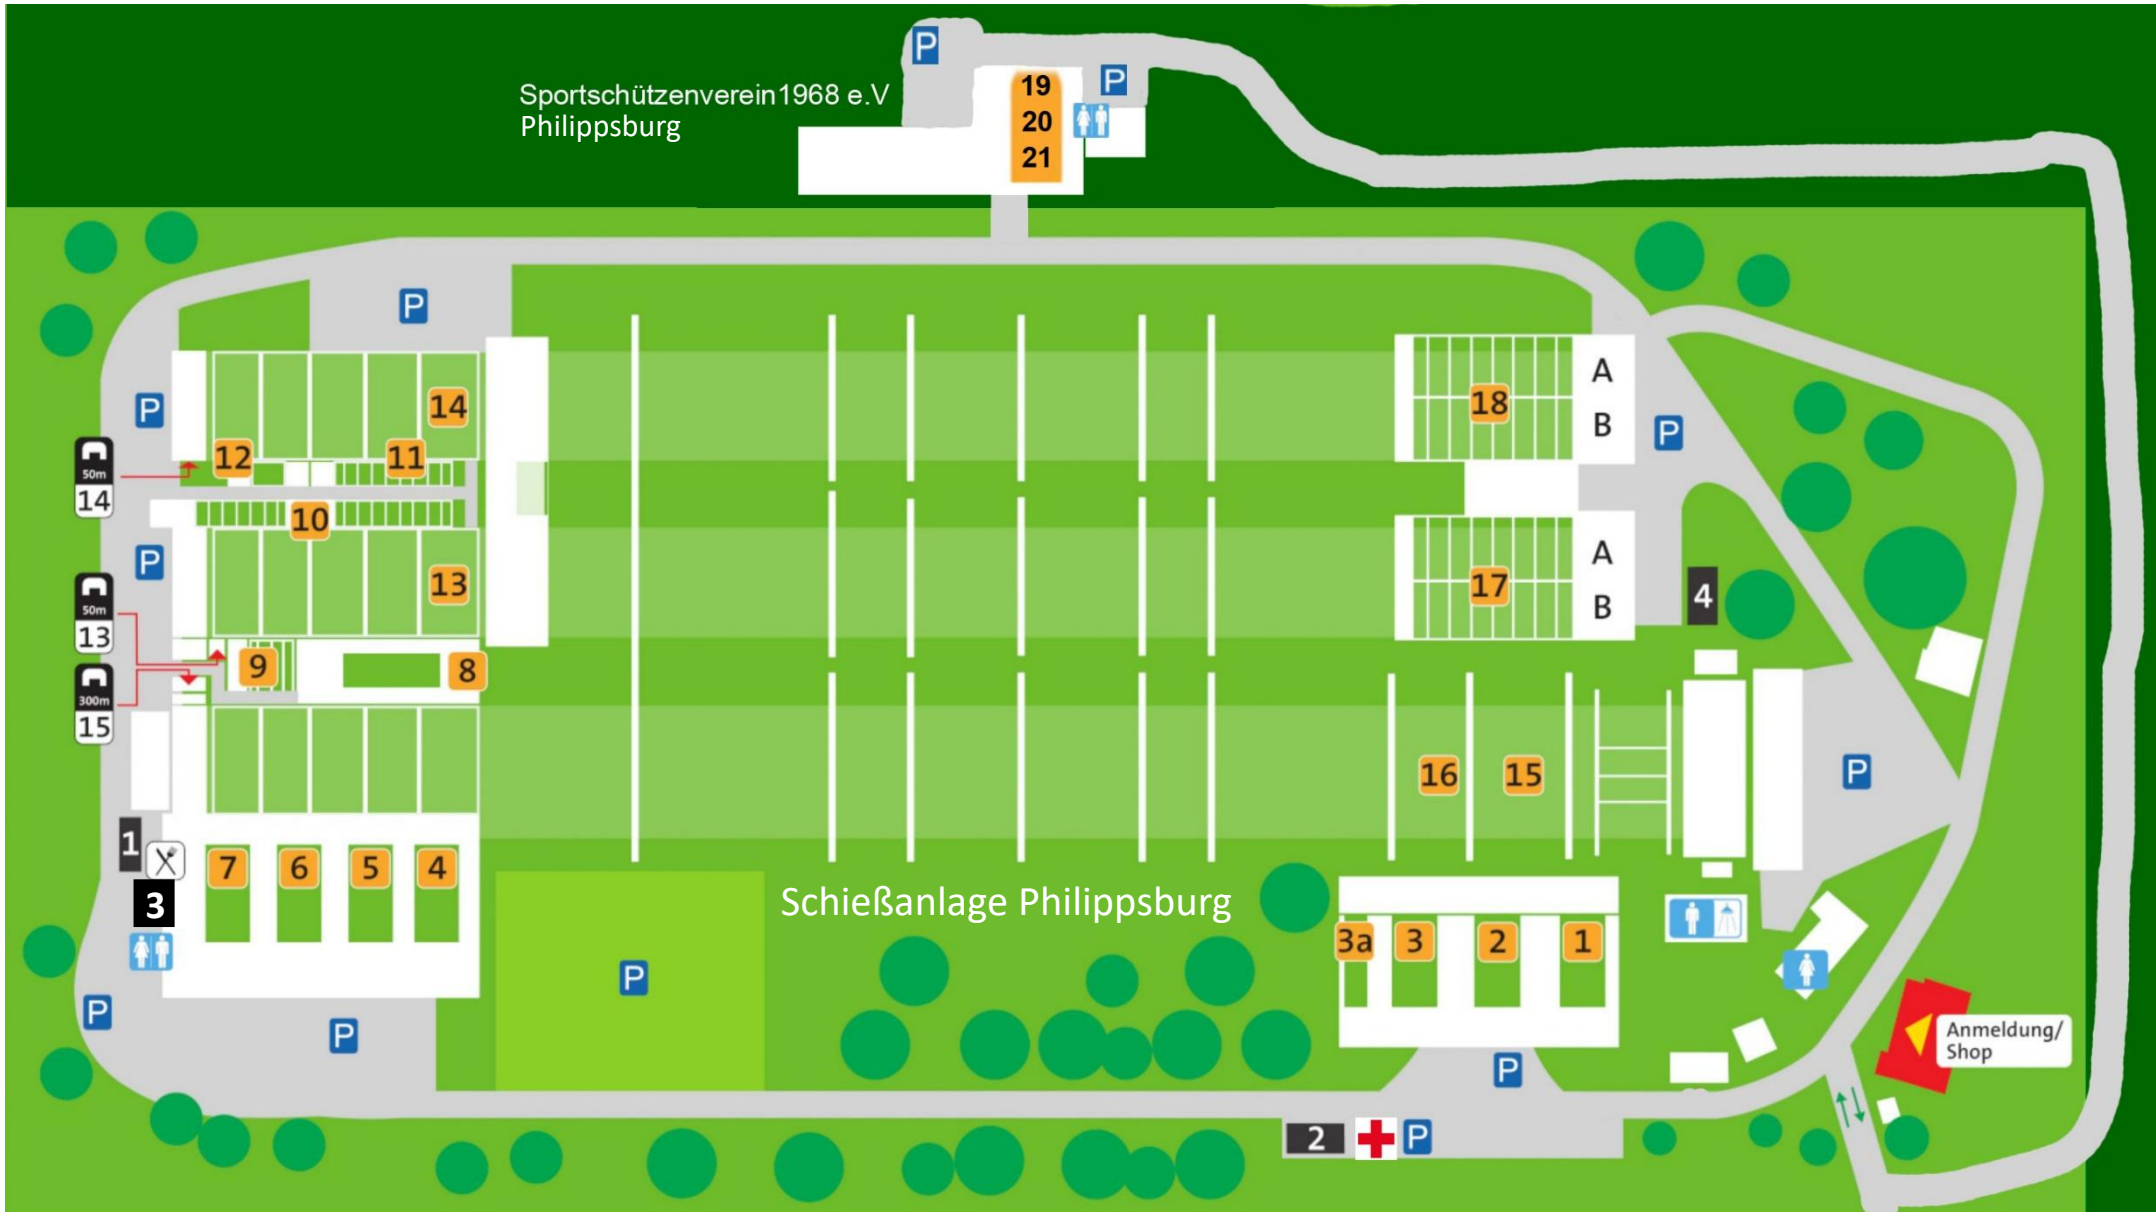 P
Sportschützenverein1968 e.V
Philippsburg
19
20
21
P
P
14
12
11
P
50m
14
10
P
13
50m
13
9
8
300m
15
18
A
B
P
17
A
B
4
16
15
P
1
3
7
6
5
4
Schießanlage Philippsburg
3a
3
2
1
P
P
P
Anmeldung/
Shop
P
2
P